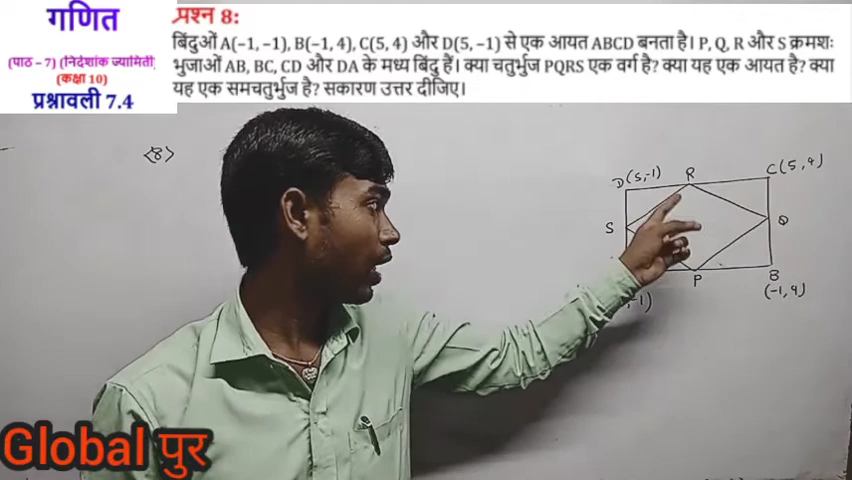 गणित
(पाठ - 7) (निर्देशांक ज्यामिती)
(कक्षा 10)
प्रश्नावली 7.4
प्रश्न 8:
बिंदुओं A(−1, −1), B(−1, 4), C(5, 4) और D(5, −1) से एक आयत ABCD बनता है। P, Q, R और S क्रमशः
भुजाओं AB, BC, CD और DA के मध्य बिंदु हैं। क्या चतुर्भुज PQRS एक वर्ग है? क्या यह एक आयत है? क्या
यह एक समचतुर्भुज है? सकारण उत्तर दीजिए।
<8>
D(5,-1) R C(5,4)
S Q
P B
,-1) (-1,4)
Global पुर